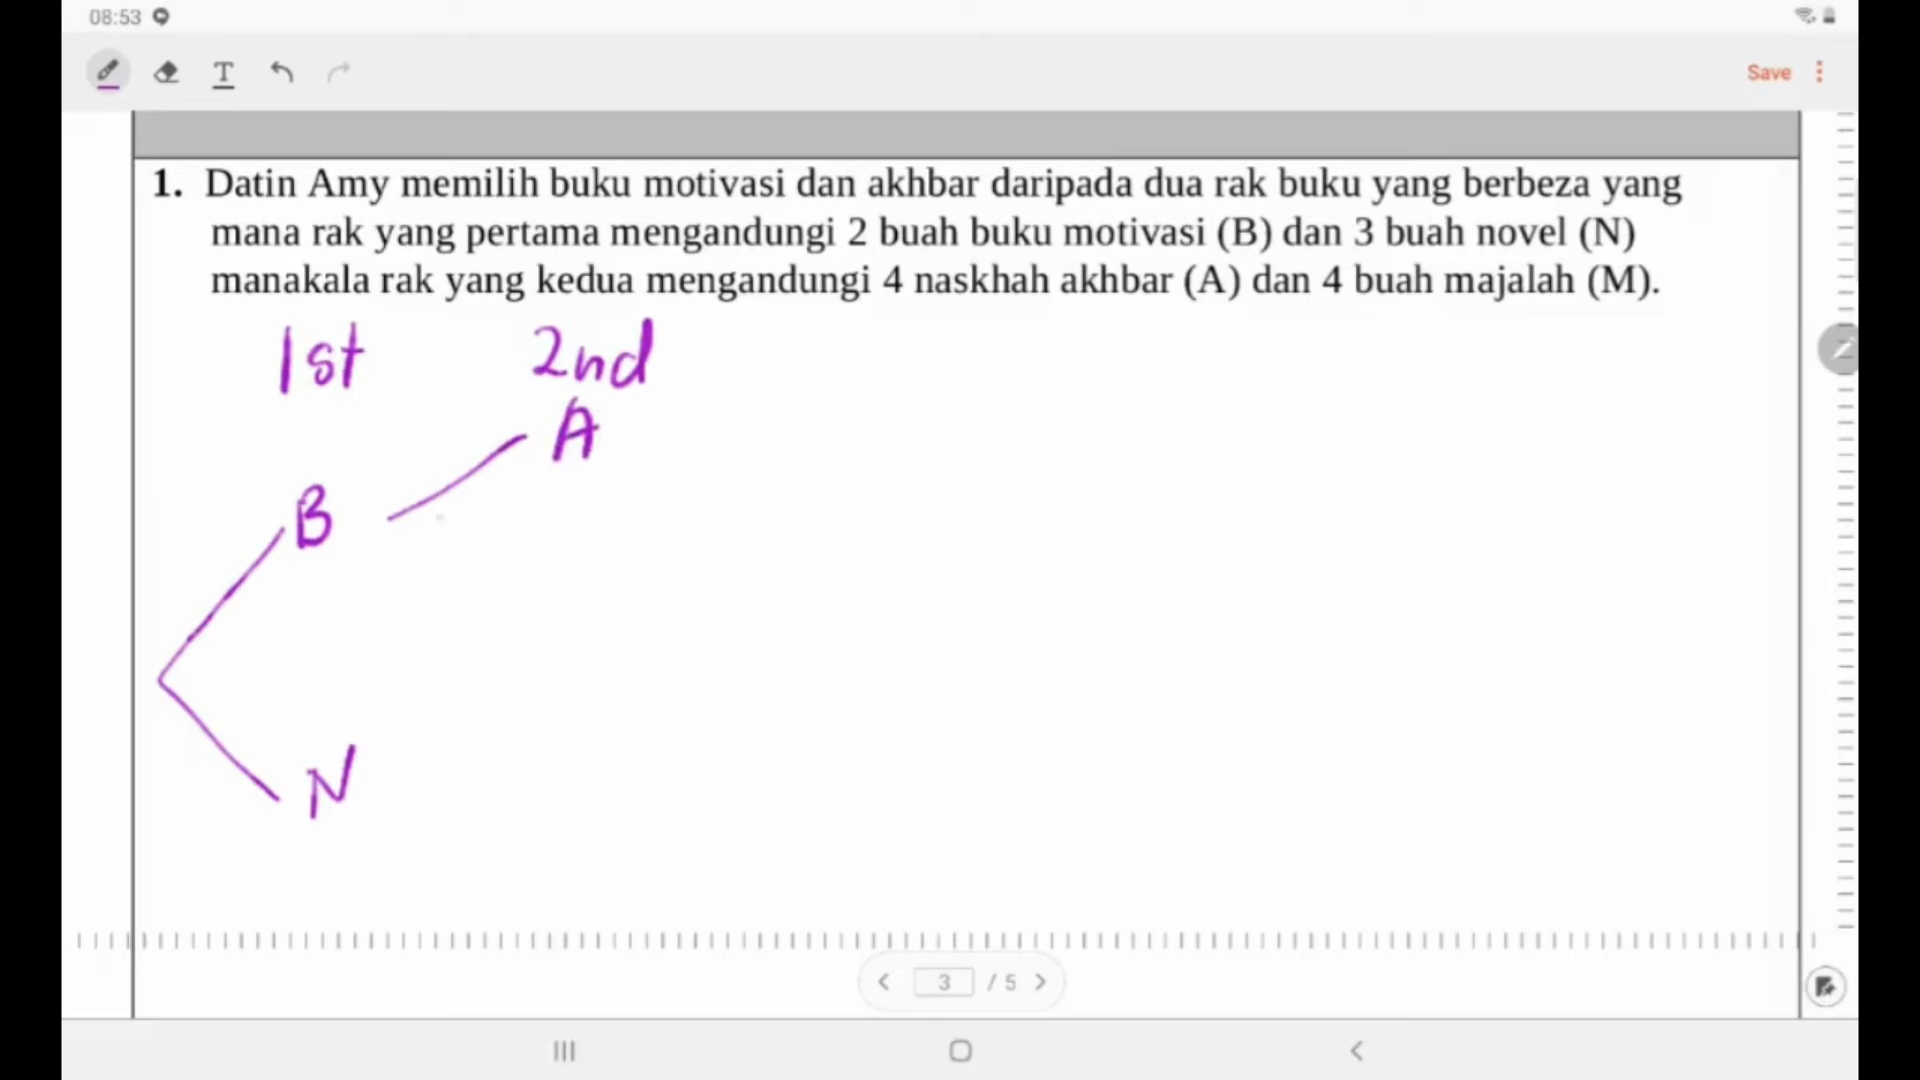 08:53
T
Save
1. Datin Amy memilih buku motivasi dan akhbar daripada dua rak buku yang berbeza yang
mana rak yang pertama mengandungi 2 buah buku motivasi (B) dan 3 buah novel (N)
manakala rak yang kedua mengandungi 4 naskhah akhbar (A) dan 4 buah majalah (M).
1st 2nd
A
B
N
3 / 5